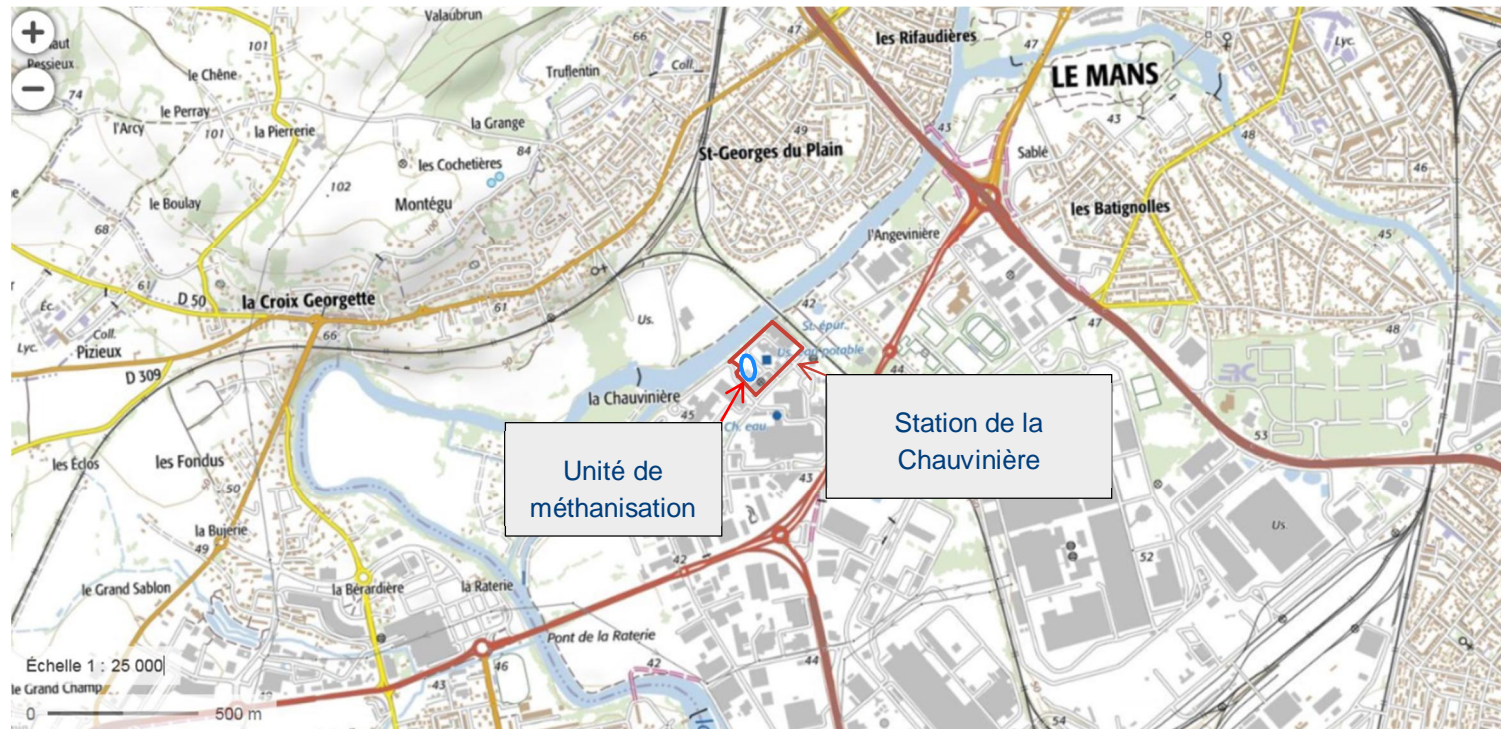 +
−
Valaubrun
101
66
Coll.
47
les Rifaudières
47
Lyc.
LE MANS
Pessieux
74
le Chêne
Truflentin
le Perray
l'Arcy
101
la Pierrerie
la Grange
84
49
43
43
48
St-Georges du Plain
Sablé
les Cochetières
102
46
le Boulay
Montégu
les Batignolles
68
l'Angevinière
45
61
Éc.
Coll.
D 50
la Croix Georgette
61
66
Us.
42
St. épur.
47
48
Lyc.
Pizieux
D 309
Us. eau potable
44
la Chauvinière
45
Ch. eau
Station de la
Chauvinière
53
les Éclos
les Fondus
50
Unité de
méthanisation
43
la Bujerie
49
42
52
Us.
le Grand Sablon
la Bérardière
la Raterie
Pont de la Raterie
Échelle 1 : 25 000
46
42
44
le Grand Champ
43
54
0
500 m